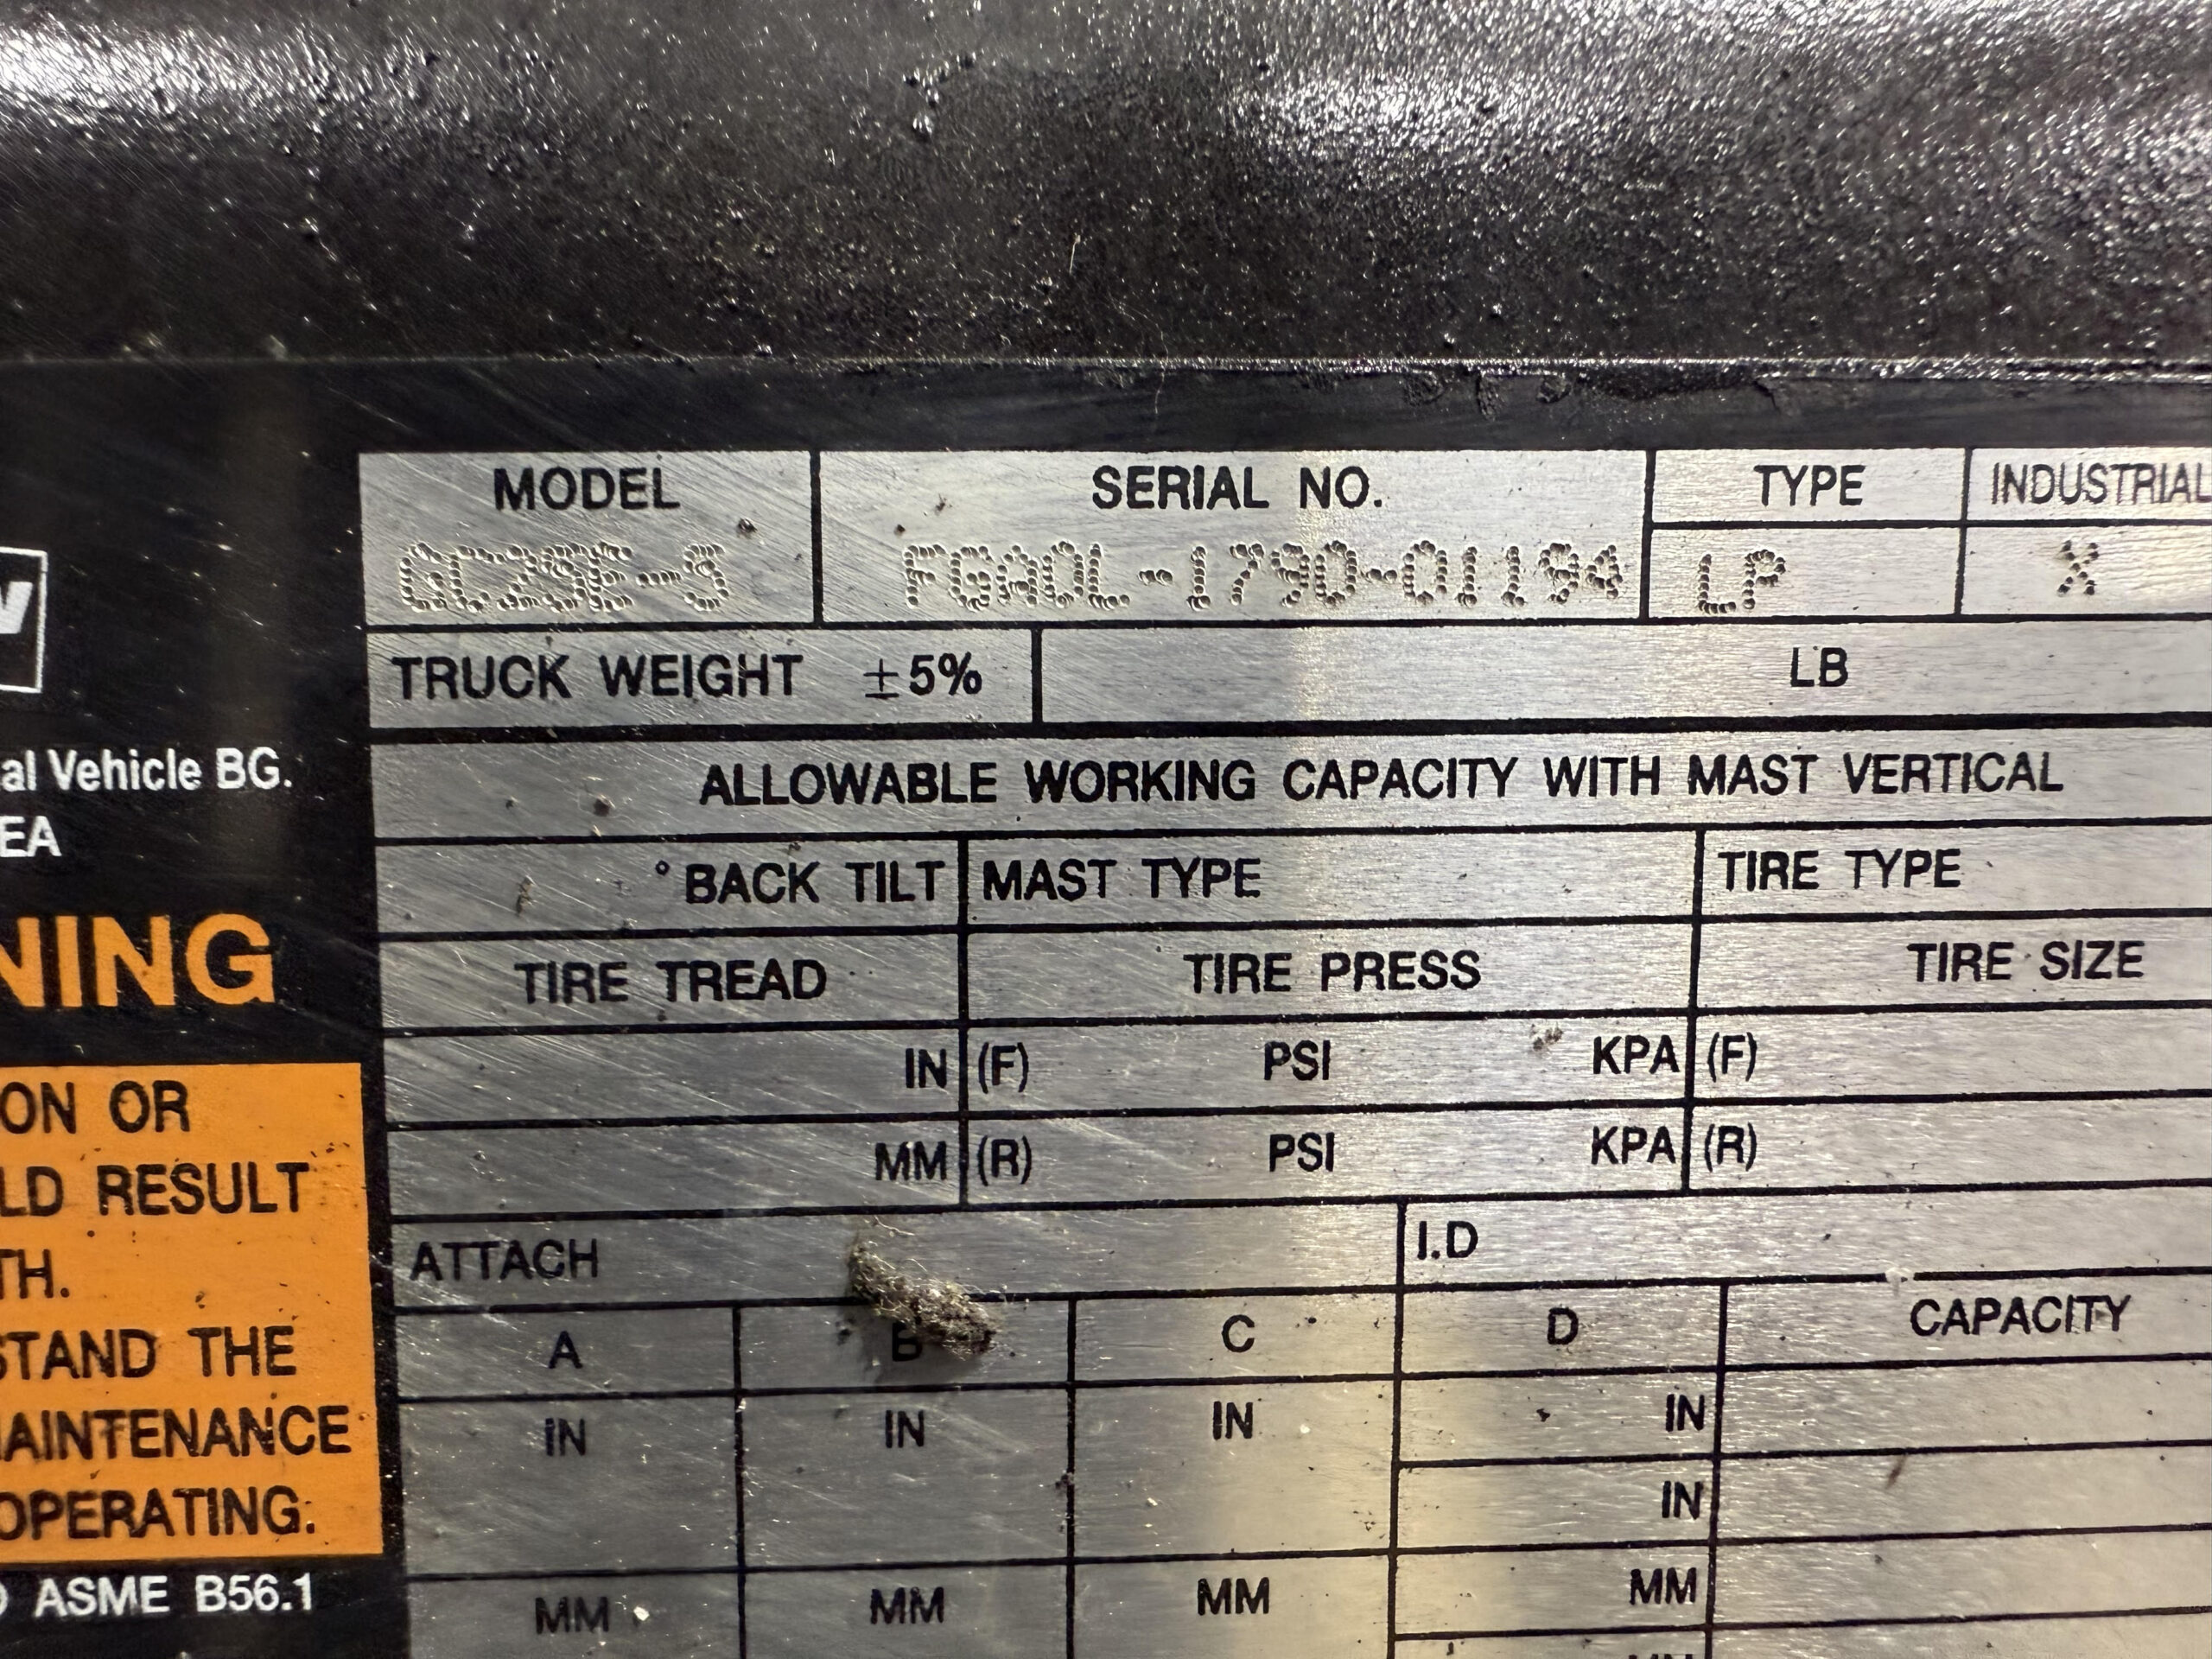 MODEL SERIAL NO. TYPE INDUSTRIAL
GC25E-5 FGA0L-1790-01194 LP X
TRUCK WEIGHT ±5% LB
al Vehicle BG.
EA
ALLOWABLE WORKING CAPACITY WITH MAST VERTICAL
° BACK TILT MAST TYPE TIRE TYPE
NING
TIRE TREAD TIRE PRESS TIRE SIZE
IN (F) PSI KPA (F)
MM (R) PSI KPA (R)
ON OR
LD RESULT
TH.
STAND THE
MAINTENANCE
OPERATING.
ATTACH I.D
A B C D CAPACITY
IN IN IN IN
IN
MM MM MM MM
ASME B56.1